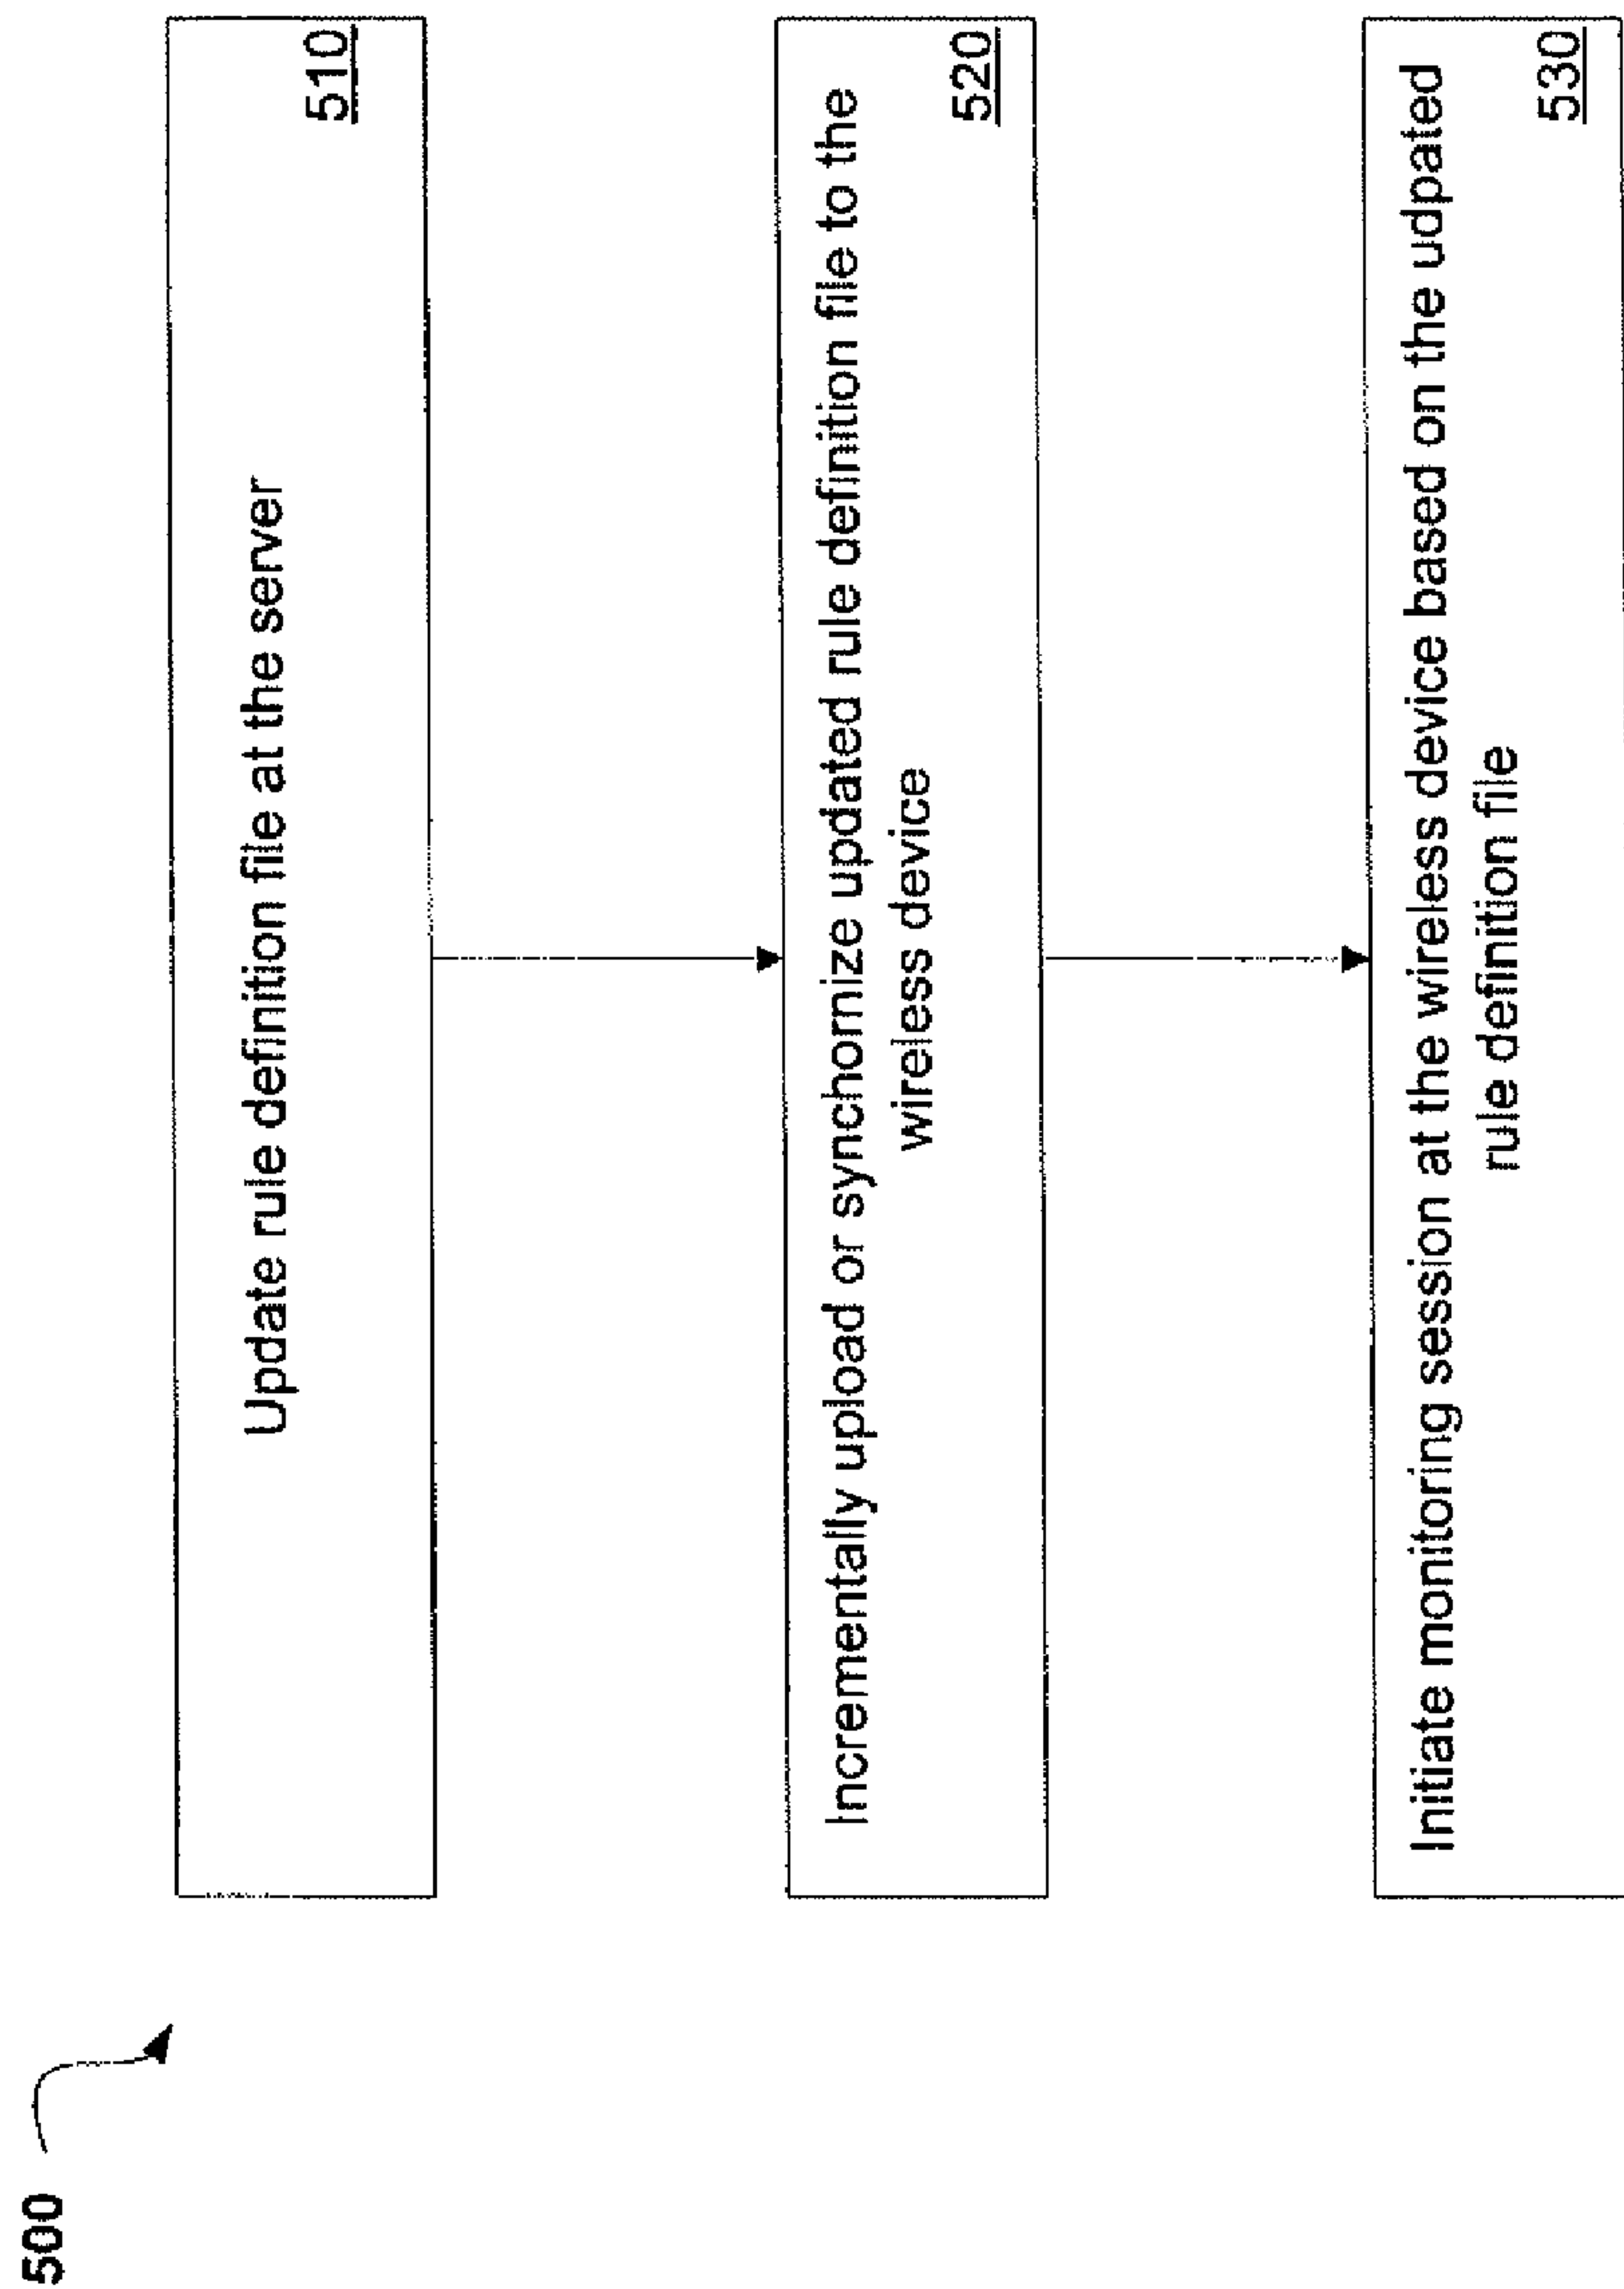 500
Update rule definition file at the server
510
Incrementally upload or synchornize updated rule definition file to the
wireless device
520
Initiate monitoring session at the wireless device based on the udpated
rule definition file
530